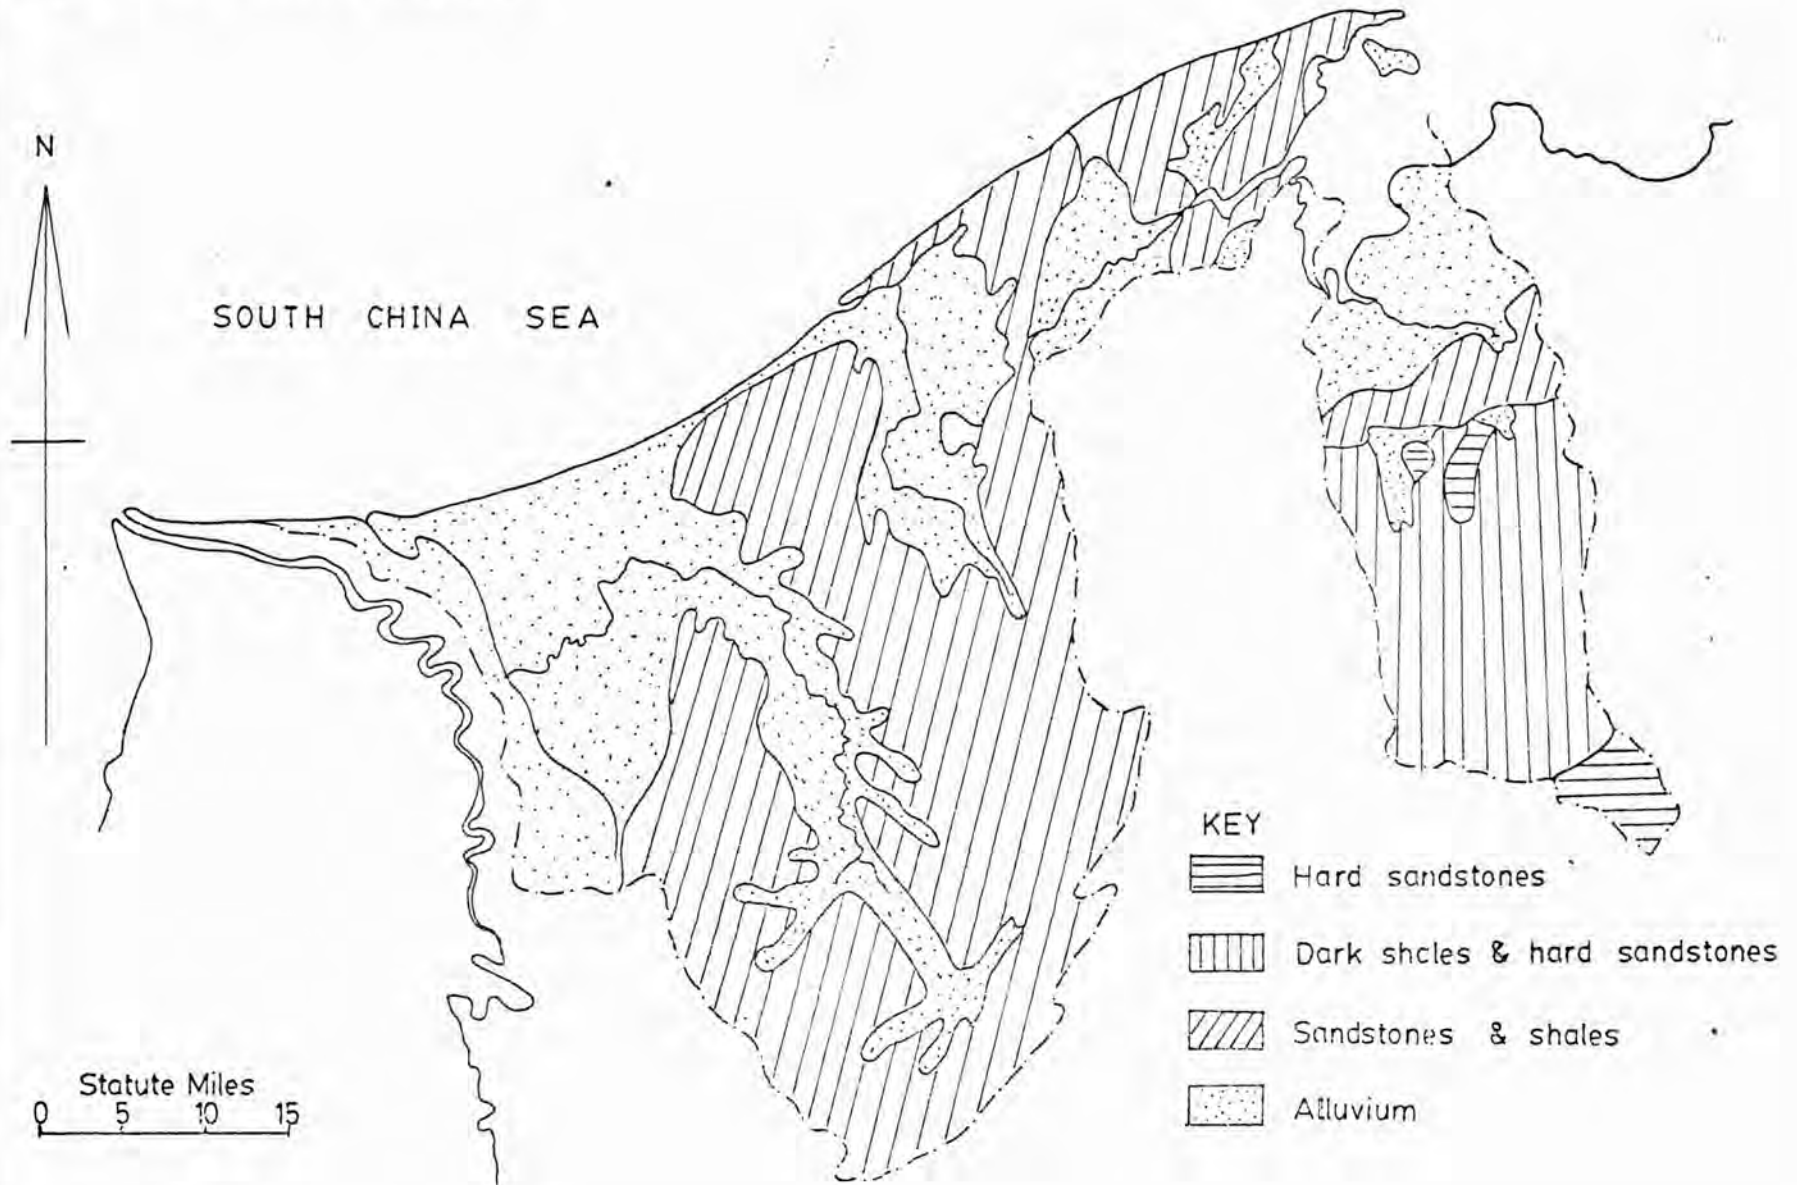 N
SOUTH CHINA SEA
KEY
Hard sandstones
Dark shcles & hard sandstones
Sandstones & shales
Alluvium
Statute Miles
0 5 10 15